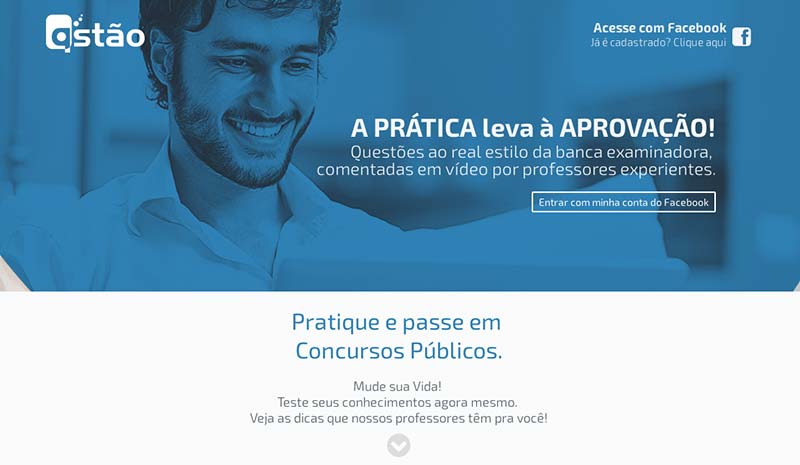 qstão
Acesse com Facebook
Já é cadastrado? Clique aqui
A PRÁTICA leva à APROVAÇÃO!
Questões ao real estilo da banca examinadora,
comentadas em vídeo por professores experientes.
Entrar com minha conta do Facebook
Pratique e passe em
Concursos Públicos.
Mude sua Vida!
Teste seus conhecimentos agora mesmo.
Veja as dicas que nossos professores têm pra você!